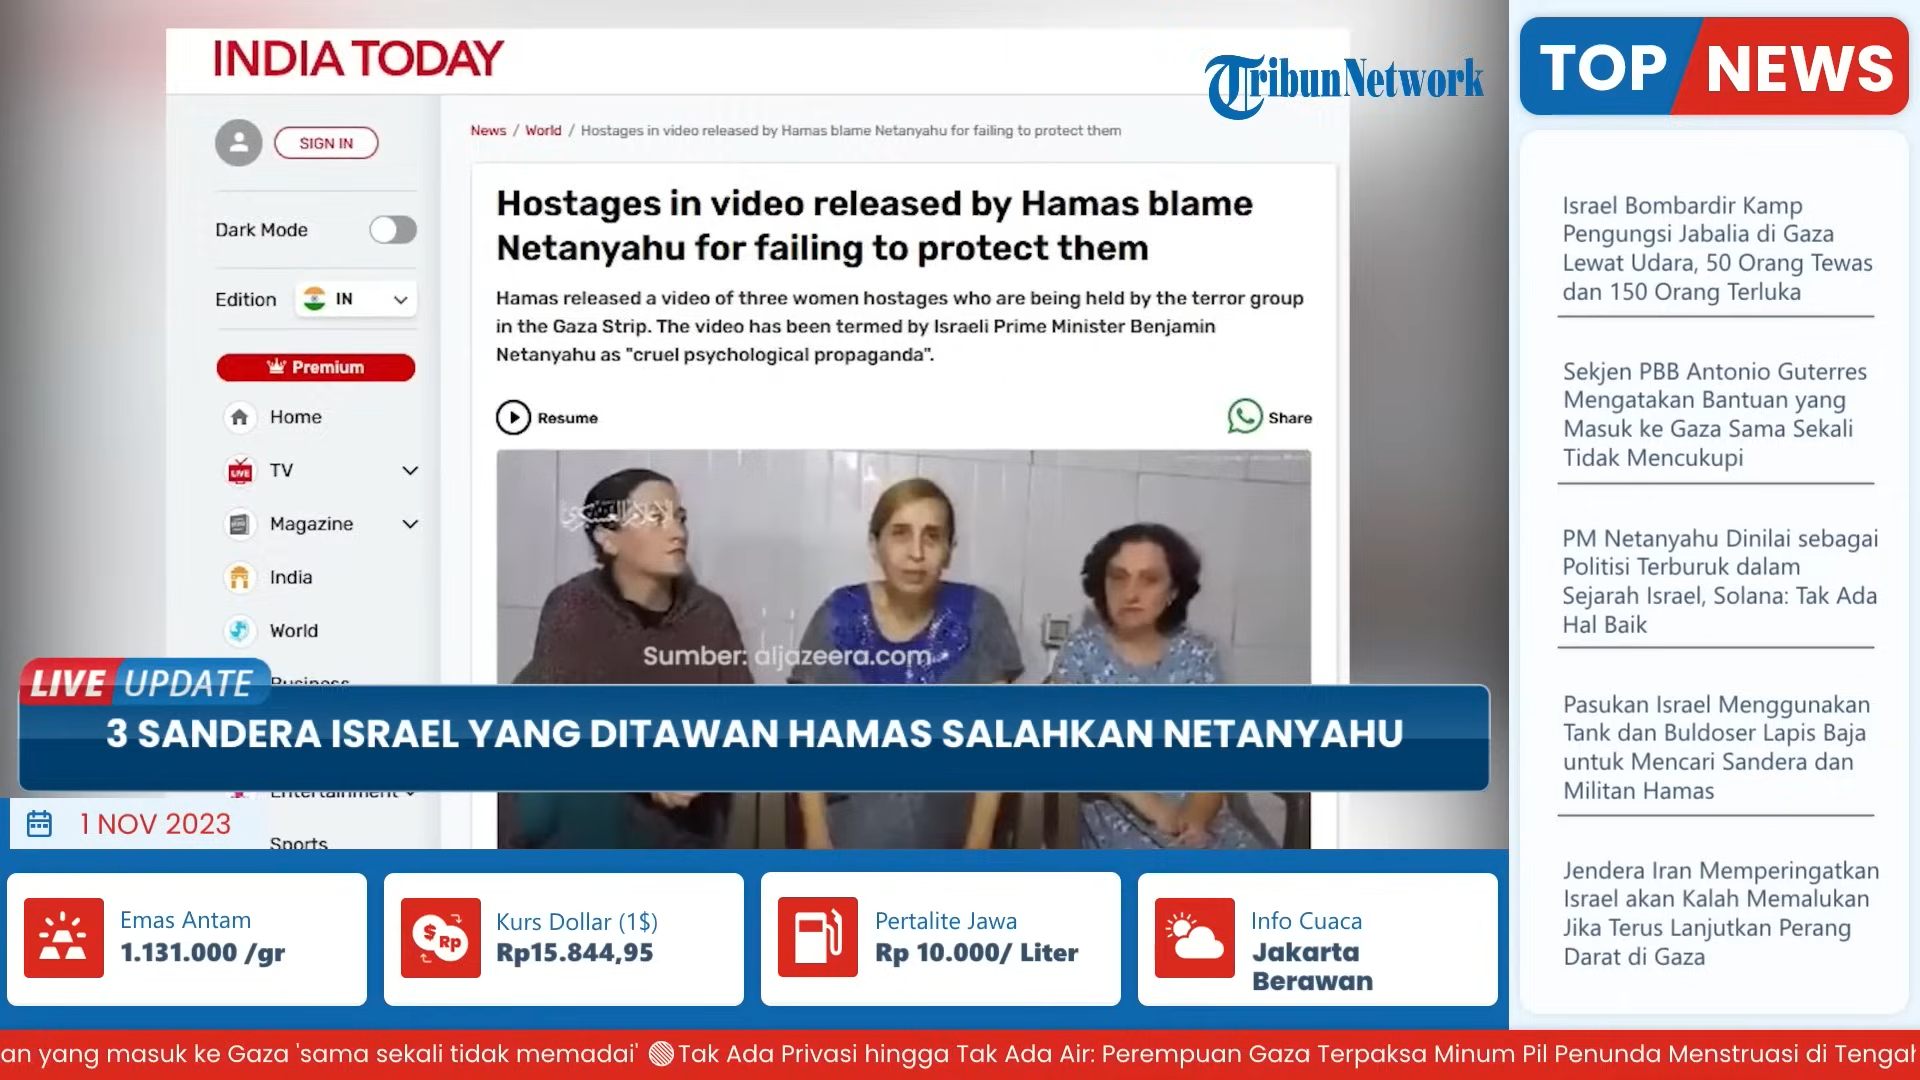 INDIA TODAY
TribunNetwork
TOP NEWS
SIGN IN
News / World / Hostages in video released by Hamas blame Netanyahu for failing to protect them
Dark Mode
Edition IN
Premium
Home
TV
LIVE
Magazine
India
World
Business
Entertainment
Sports
Hostages in video released by Hamas blame
Netanyahu for failing to protect them
Hamas released a video of three women hostages who are being held by the terror group
in the Gaza Strip. The video has been termed by Israeli Prime Minister Benjamin
Netanyahu as "cruel psychological propaganda".
Resume
Share
الإعلام العسكري
Sumber: aljazeera.com
LIVE UPDATE
3 SANDERA ISRAEL YANG DITAWAN HAMAS SALAHKAN NETANYAHU
1 NOV 2023
Israel Bombardir Kamp
Pengungsi Jabalia di Gaza
Lewat Udara, 50 Orang Tewas
dan 150 Orang Terluka
Sekjen PBB Antonio Guterres
Mengatakan Bantuan yang
Masuk ke Gaza Sama Sekali
Tidak Mencukupi
PM Netanyahu Dinilai sebagai
Politisi Terburuk dalam
Sejarah Israel, Solana: Tak Ada
Hal Baik
Pasukan Israel Menggunakan
Tank dan Buldoser Lapis Baja
untuk Mencari Sandera dan
Militan Hamas
Jendera Iran Memperingatkan
Israel akan Kalah Memalukan
Jika Terus Lanjutkan Perang
Darat di Gaza
Emas Antam
1.131.000 /gr
$ Rp
Kurs Dollar (1$)
Rp15.844,95
Pertalite Jawa
Rp 10.000/ Liter
Info Cuaca
Jakarta
Berawan
an yang masuk ke Gaza 'sama sekali tidak memadai' Tak Ada Privasi hingga Tak Ada Air: Perempuan Gaza Terpaksa Minum Pil Penunda Menstruasi di Tengah